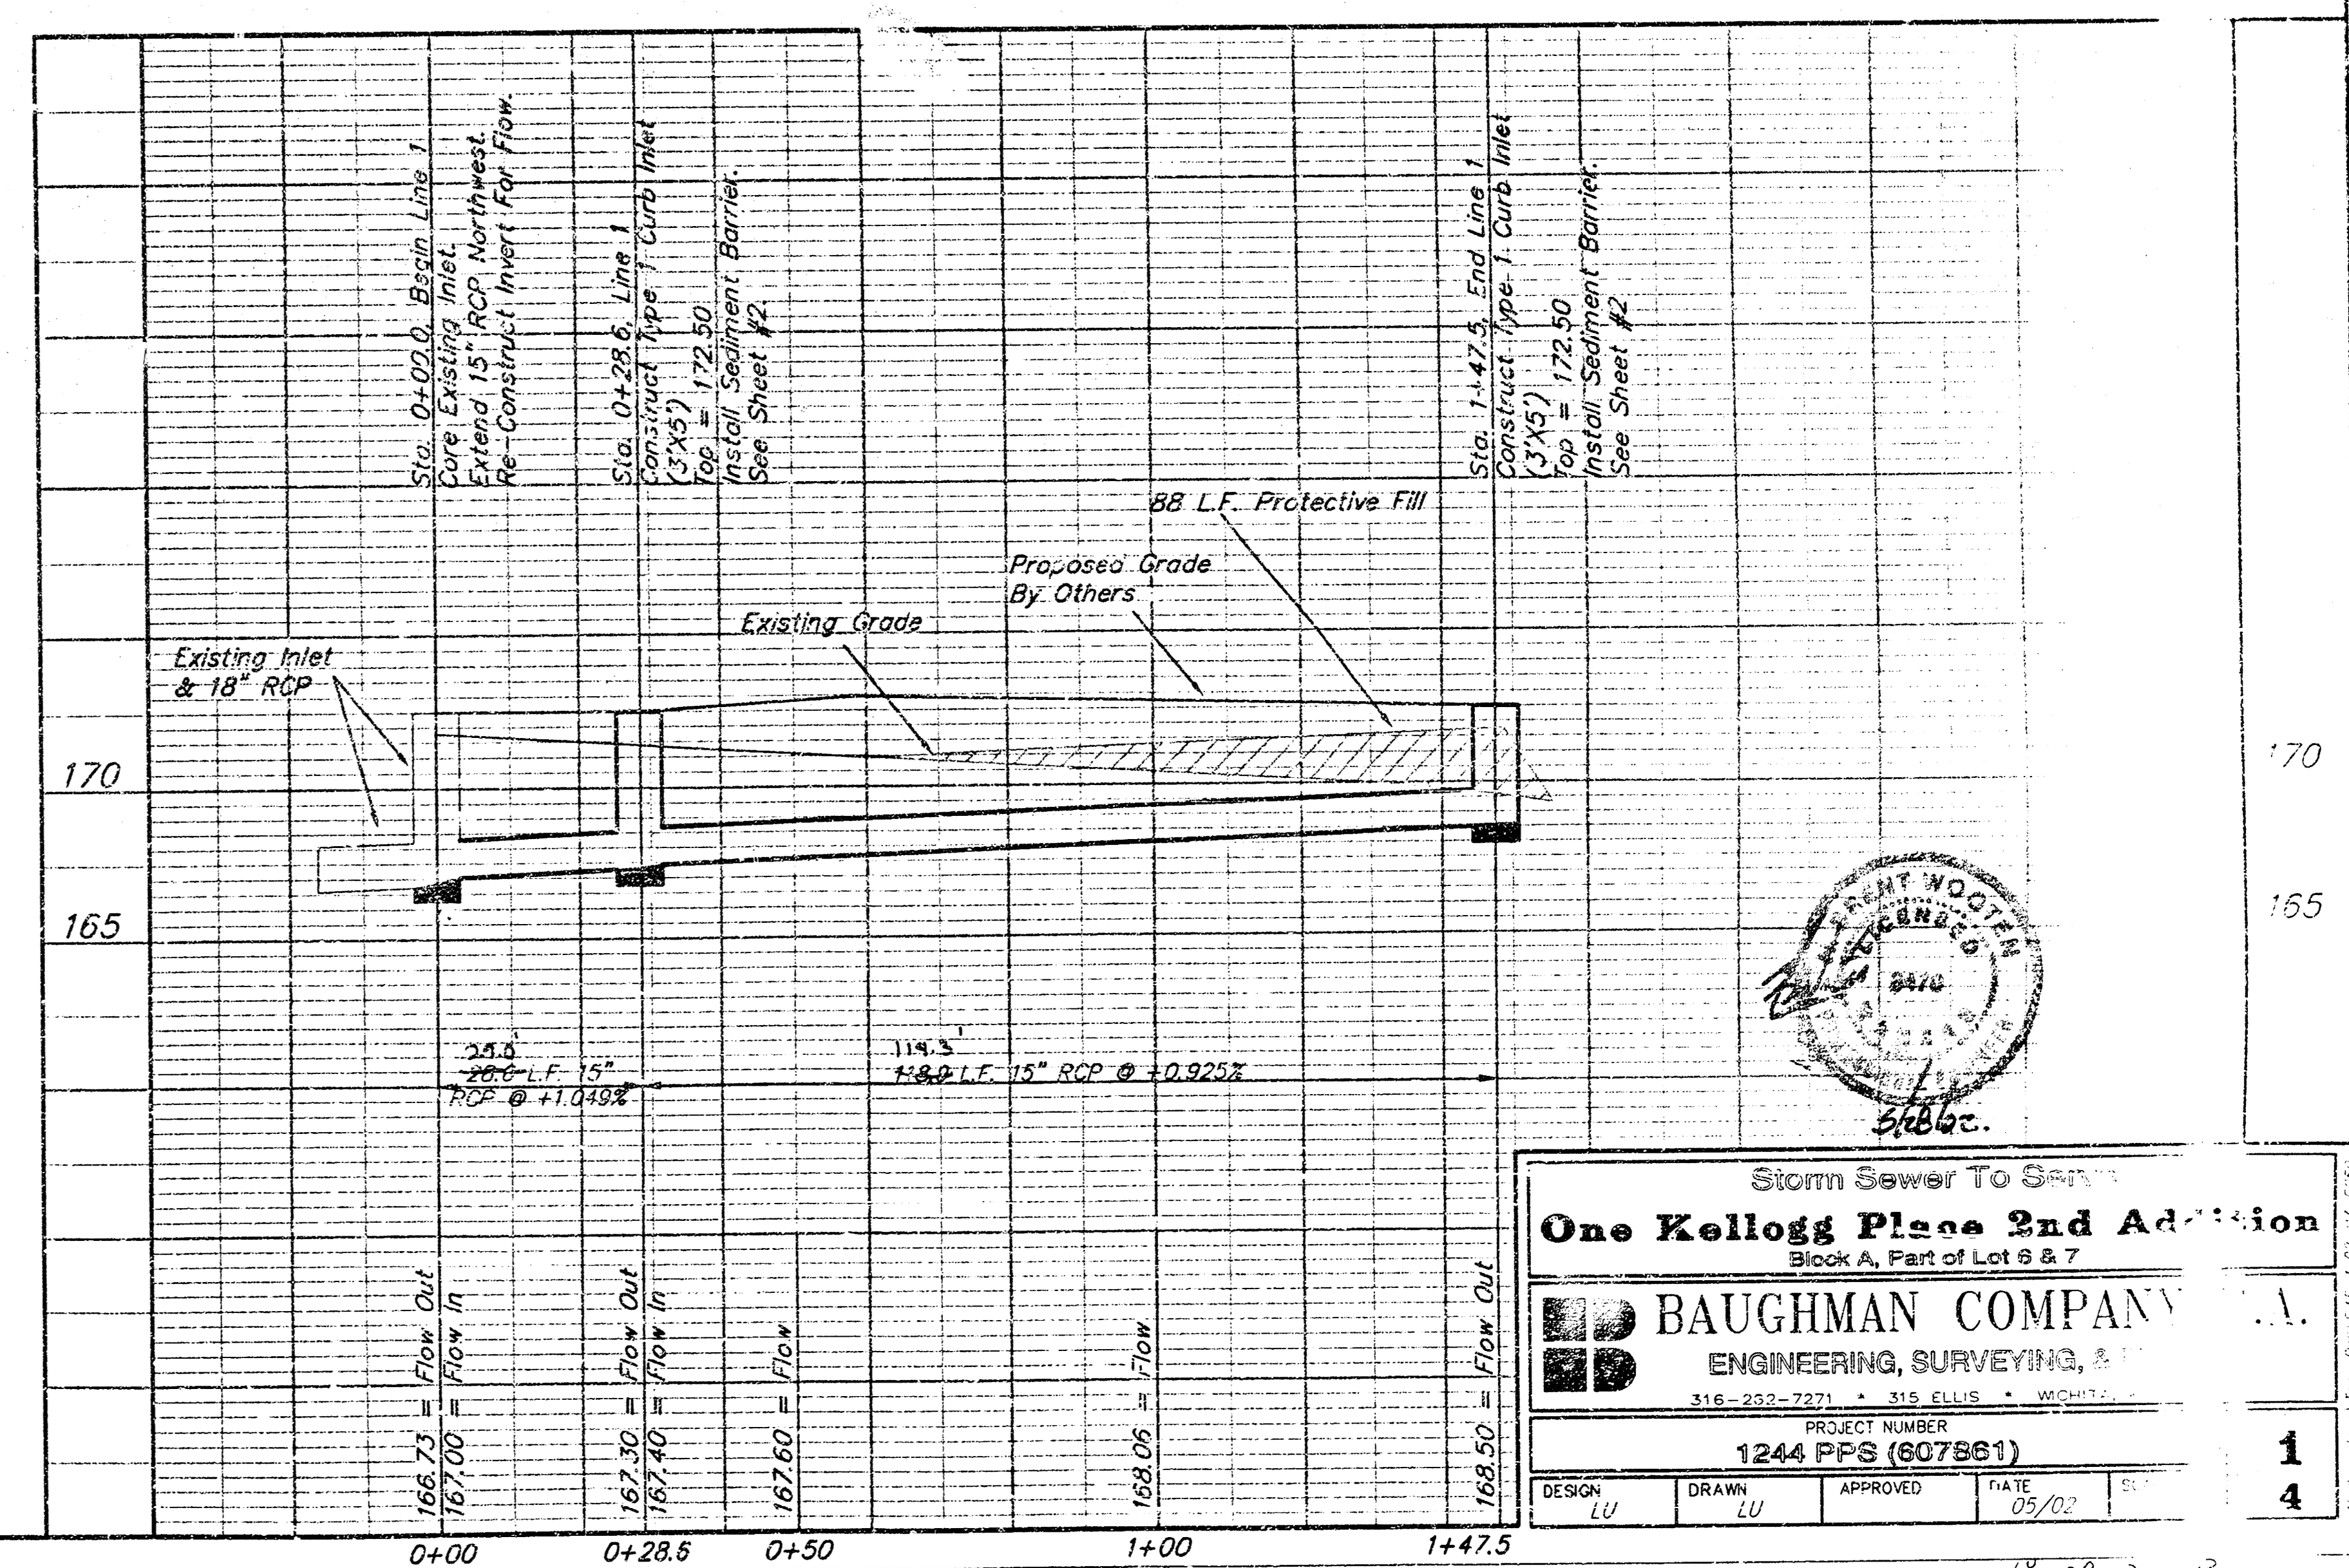 Sta. 0+00.0, Begin Line 1
Core Existing Inlet.
Extend 15" RCP Northwest.
Re-Construct Invert For Flow.
Sta. 0+28.6, Line 1
Construct Type 1 Curb Inlet
(3'X5')
Top = 172.50
Install Sediment Barrier.
See Sheet #2.
Sta. 1+47.5, End Line 1
Construct Type 1 Curb Inlet
(3'X5')
Top = 172.50
Install Sediment Barrier.
See Sheet #2
88 L.F. Protective Fill
Proposed Grade
By Others
Existing Grade
Existing Inlet
& 18" RCP
170
170
165
165
L.F. 15"
RCP @ +1.049%
L.F. 15" RCP @ +0.925%
BRENT WOOTEN
LICENSED
KANSAS
166.73 = Flow Out
167.00 = Flow In
167.30 = Flow Out
167.40 = Flow In
167.60 = Flow
168.06 = Flow
168.50 = Flow Out
0+00
0+28.6
0+50
1+00
1+47.5
Storm Sewer To
One Kellogg Place 2nd Addition
Block A, Part of Lot 6 & 7
BAUGHMAN COMPANY
ENGINEERING, SURVEYING, &
316-262-7271 * 315 ELLIS * WICHITA,
PROJECT NUMBER
1244 PPS (607861)
1
4
DESIGN
LU
DRAWN
LU
APPROVED
DATE
05/02